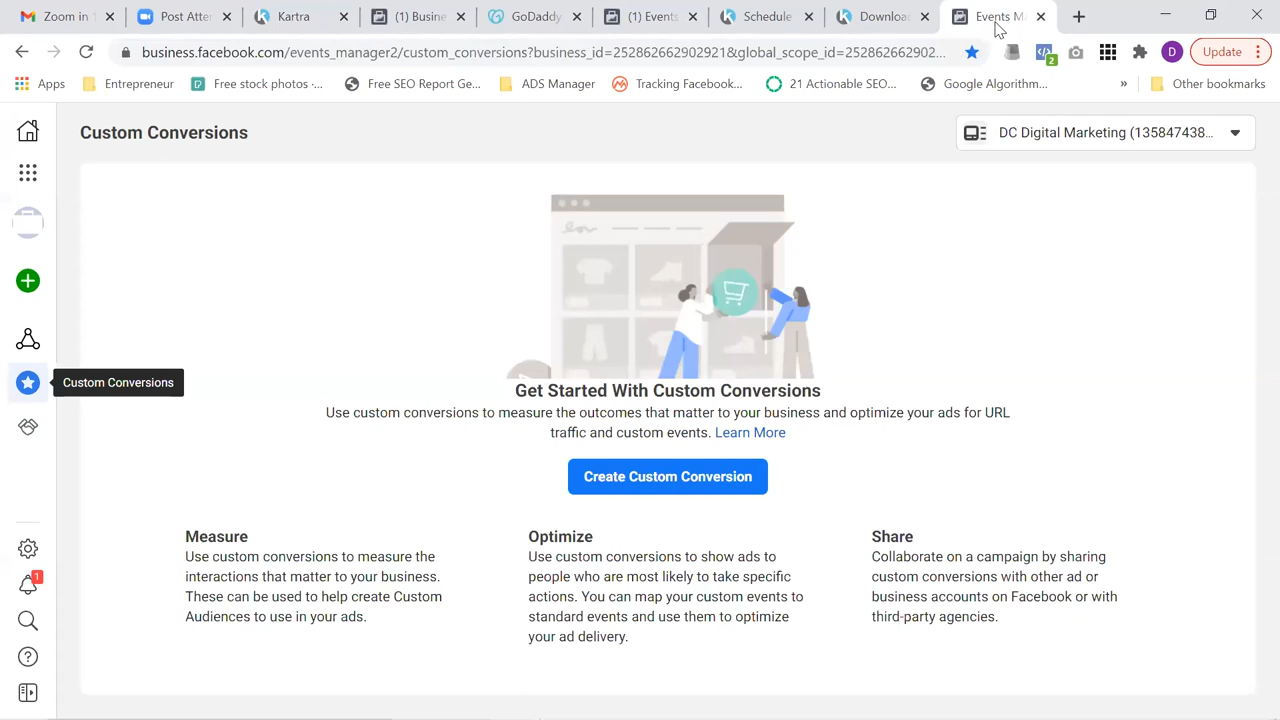 Zoom in 1
Post Atter
Kartra
(1) Busine
GoDaddy
(1) Events
Schedule
Download
Events M
business.facebook.com/events_manager2/custom_conversions?business_id=252862662902921&global_scope_id=252862662902...
2
D
Update
Apps
Entrepreneur
Free stock photos ·...
Free SEO Report Ge...
ADS Manager
Tracking Facebook...
21 Actionable SEO...
Google Algorithm...
»
Other bookmarks
Custom Conversions
DC Digital Marketing (135847438...
Custom Conversions
Get Started With Custom Conversions
Use custom conversions to measure the outcomes that matter to your business and optimize your ads for URL
traffic and custom events. Learn More
Create Custom Conversion
Measure
Use custom conversions to measure the
interactions that matter to your business.
These can be used to help create Custom
Audiences to use in your ads.
Optimize
Use custom conversions to show ads to
people who are most likely to take specific
actions. You can map your custom events to
standard events and use them to optimize
your ad delivery.
Share
Collaborate on a campaign by sharing
custom conversions with other ad or
business accounts on Facebook or with
third-party agencies.
1